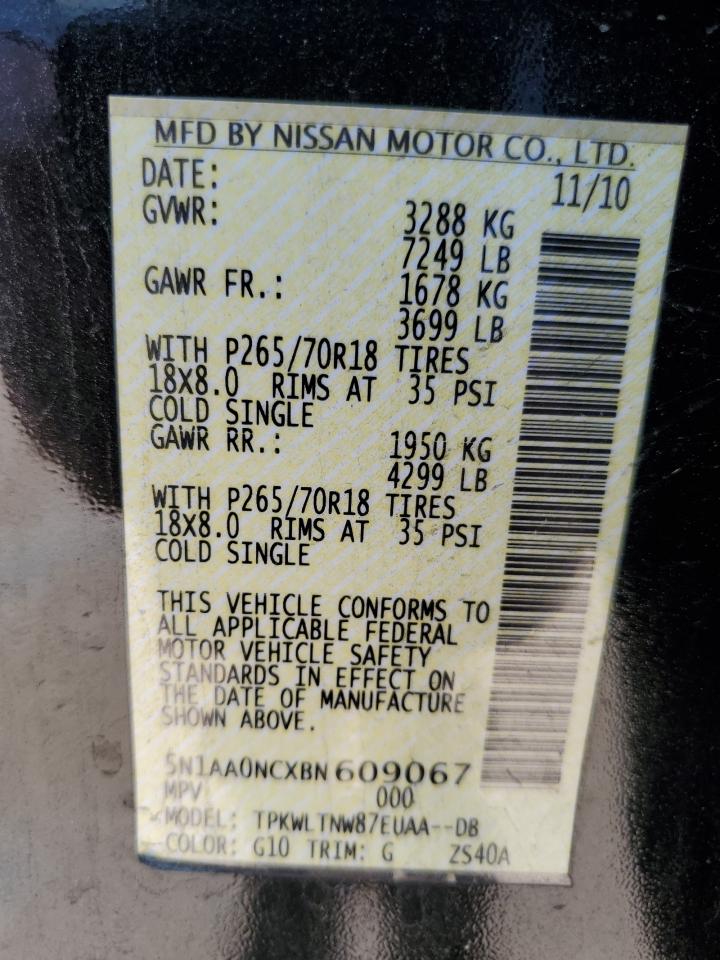 MFD BY NISSAN MOTOR CO., LTD.
DATE: 11/10
GVWR: 3288 KG
7249 LB
GAWR FR.: 1678 KG
3699 LB
WITH P265/70R18 TIRES
18X8.0 RIMS AT 35 PSI
COLD SINGLE
GAWR RR.: 1950 KG
4299 LB
WITH P265/70R18 TIRES
18X8.0 RIMS AT 35 PSI
COLD SINGLE
THIS VEHICLE CONFORMS TO
ALL APPLICABLE FEDERAL
MOTOR VEHICLE SAFETY
STANDARDS IN EFFECT ON
THE DATE OF MANUFACTURE
SHOWN ABOVE.
5N1AA0NCXBN609067
MPV 000
MODEL: TPKWLTNW87EUAA--DB
COLOR: G10 TRIM: G ZS40A